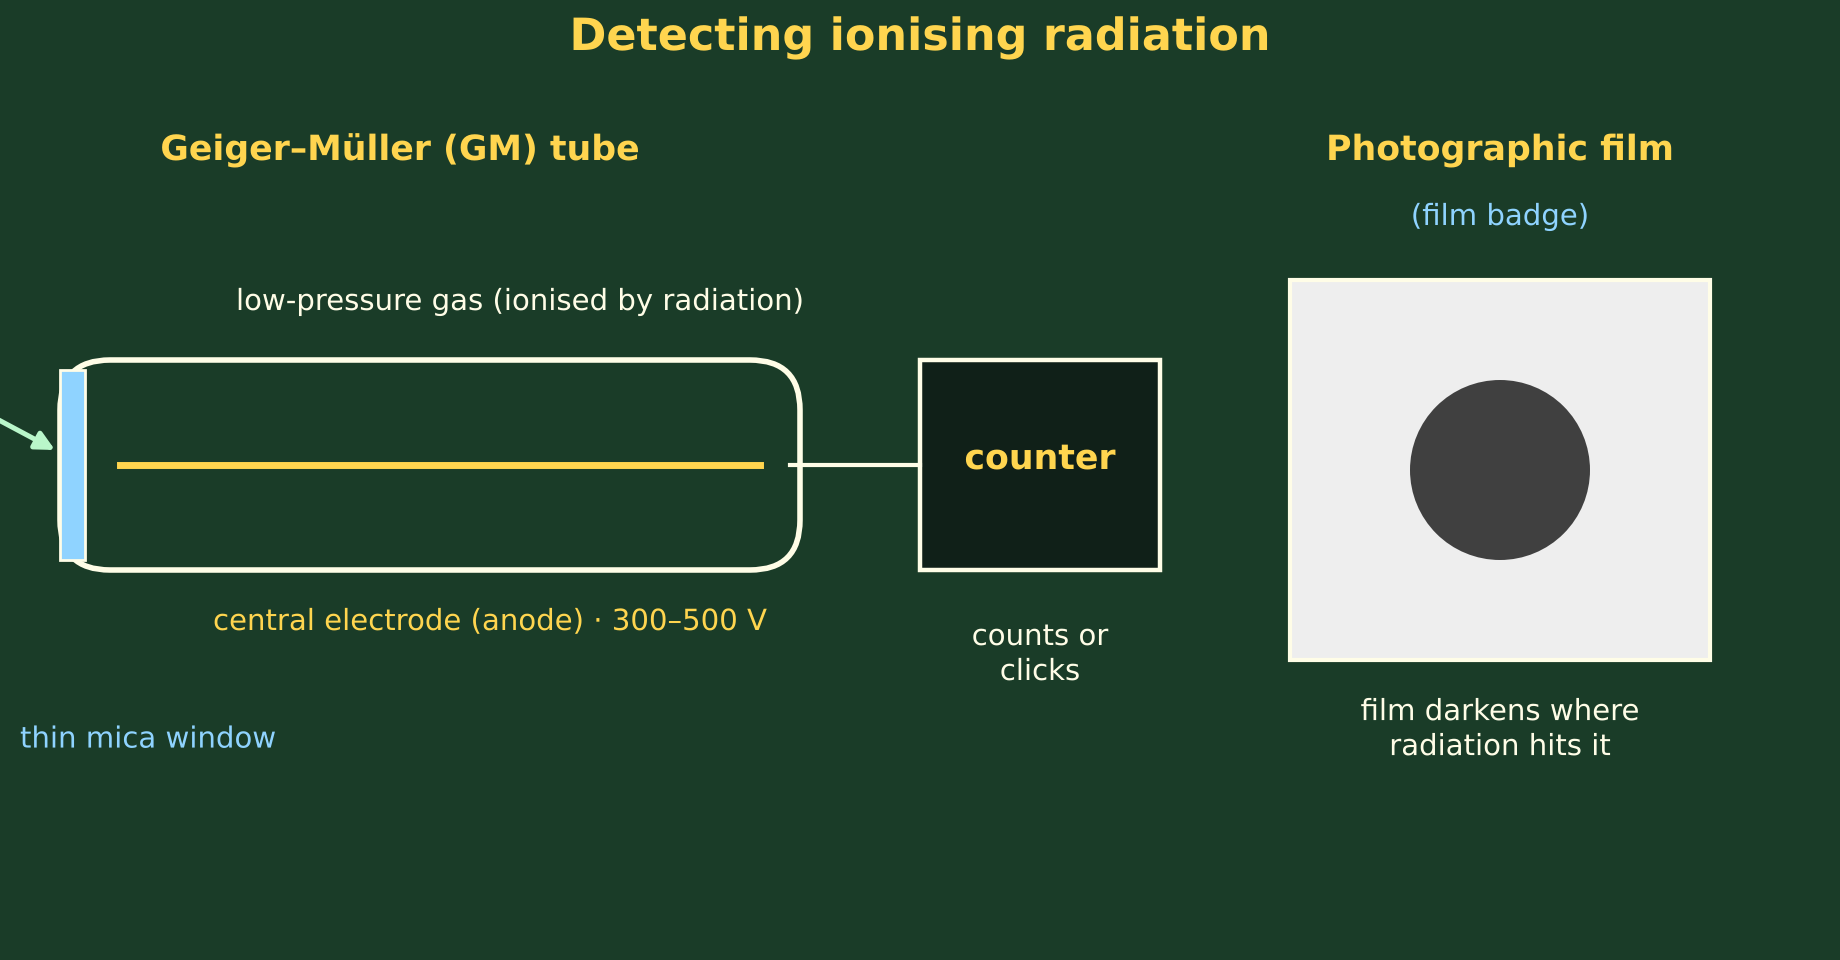 Detecting ionising radiation
Geiger–Müller (GM) tube
low-pressure gas (ionised by radiation)
central electrode (anode) · 300–500 V
thin mica window
counter
counts or
clicks
Photographic film
(film badge)
film darkens where
radiation hits it